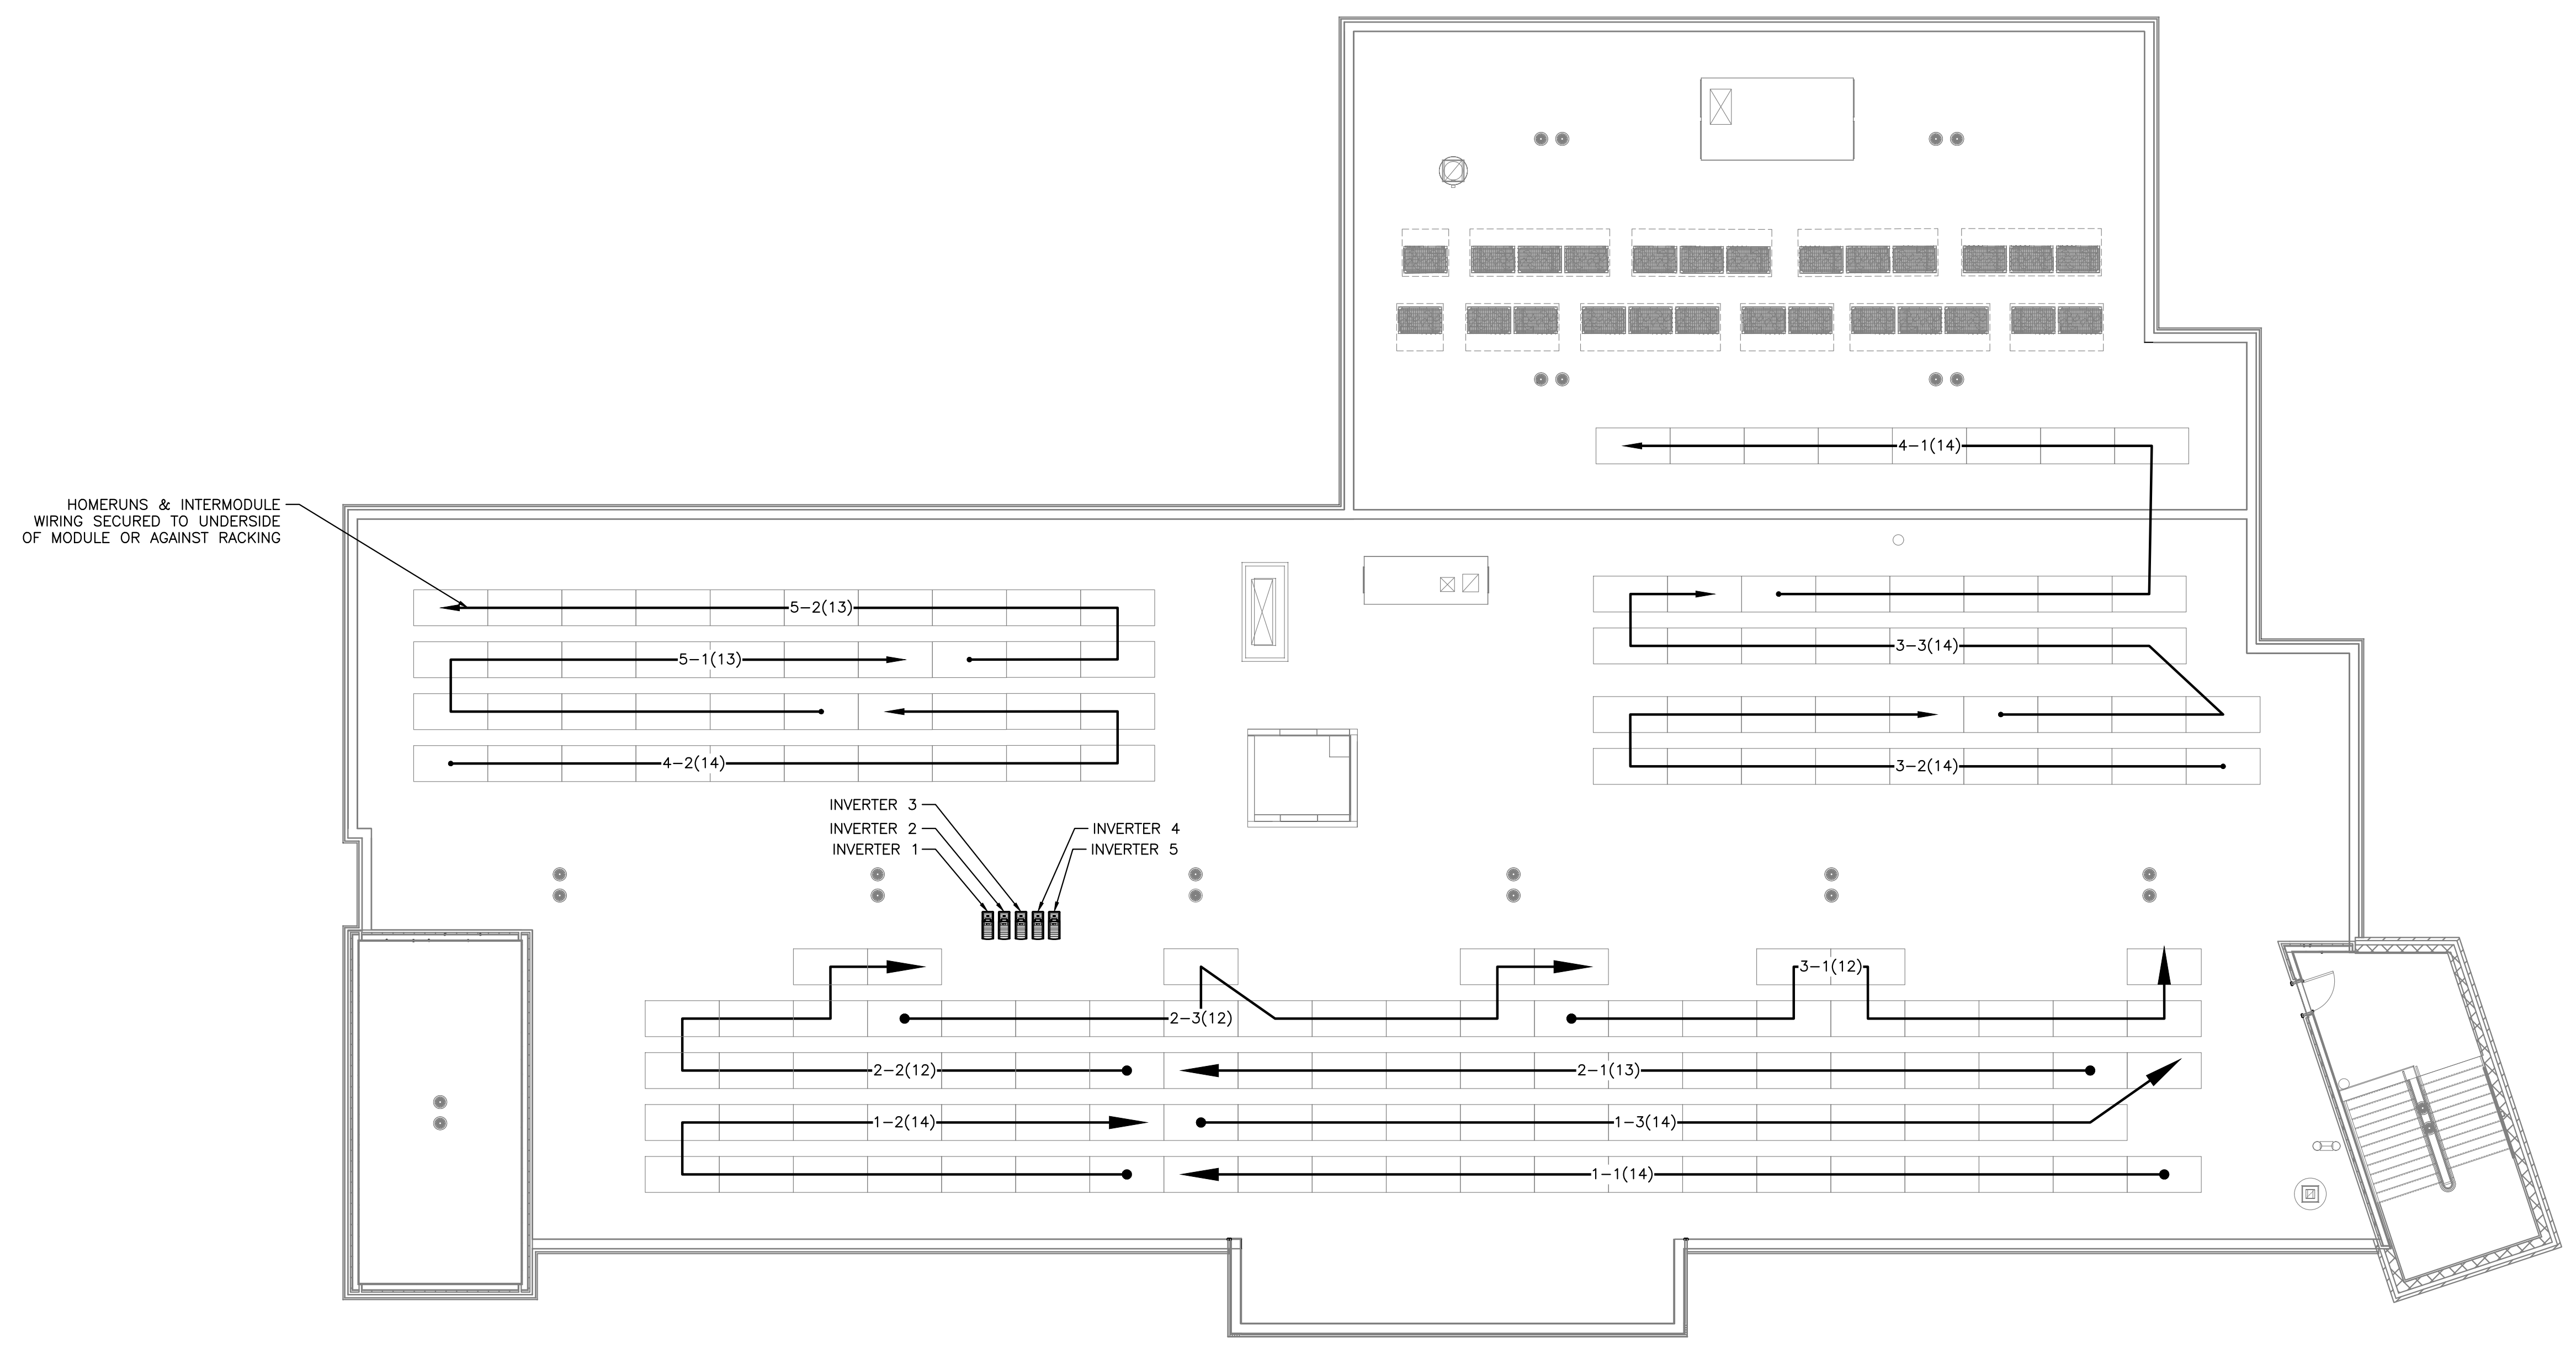 4-1(14)
HOMERUNS & INTERMODULE
WIRING SECURED TO UNDERSIDE
OF MODULE OR AGAINST RACKING
5-2(13)
5-1(13)
3-3(14)
4-2(14)
3-2(14)
INVERTER 3
INVERTER 2
INVERTER 1
INVERTER 4
INVERTER 5
3-1(12)
2-3(12)
2-2(12)
2-1(13)
1-2(14)
1-3(14)
1-1(14)